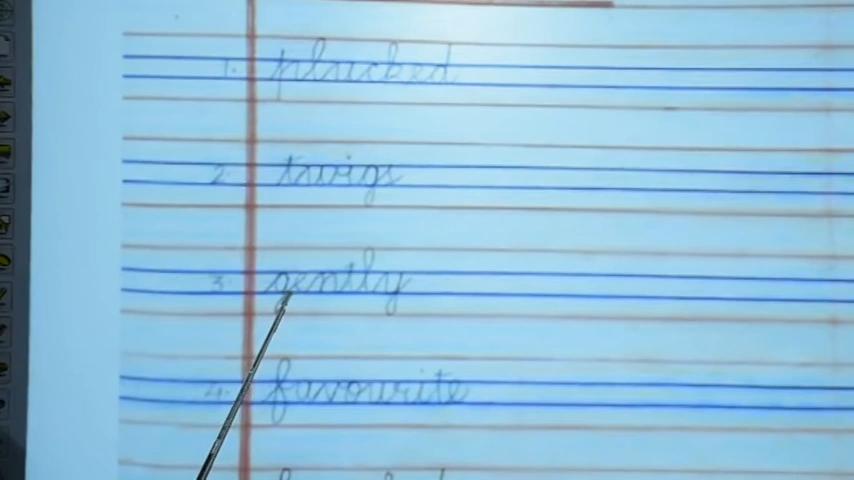 1. plucked
2. twigs
3. gently
4. favourite